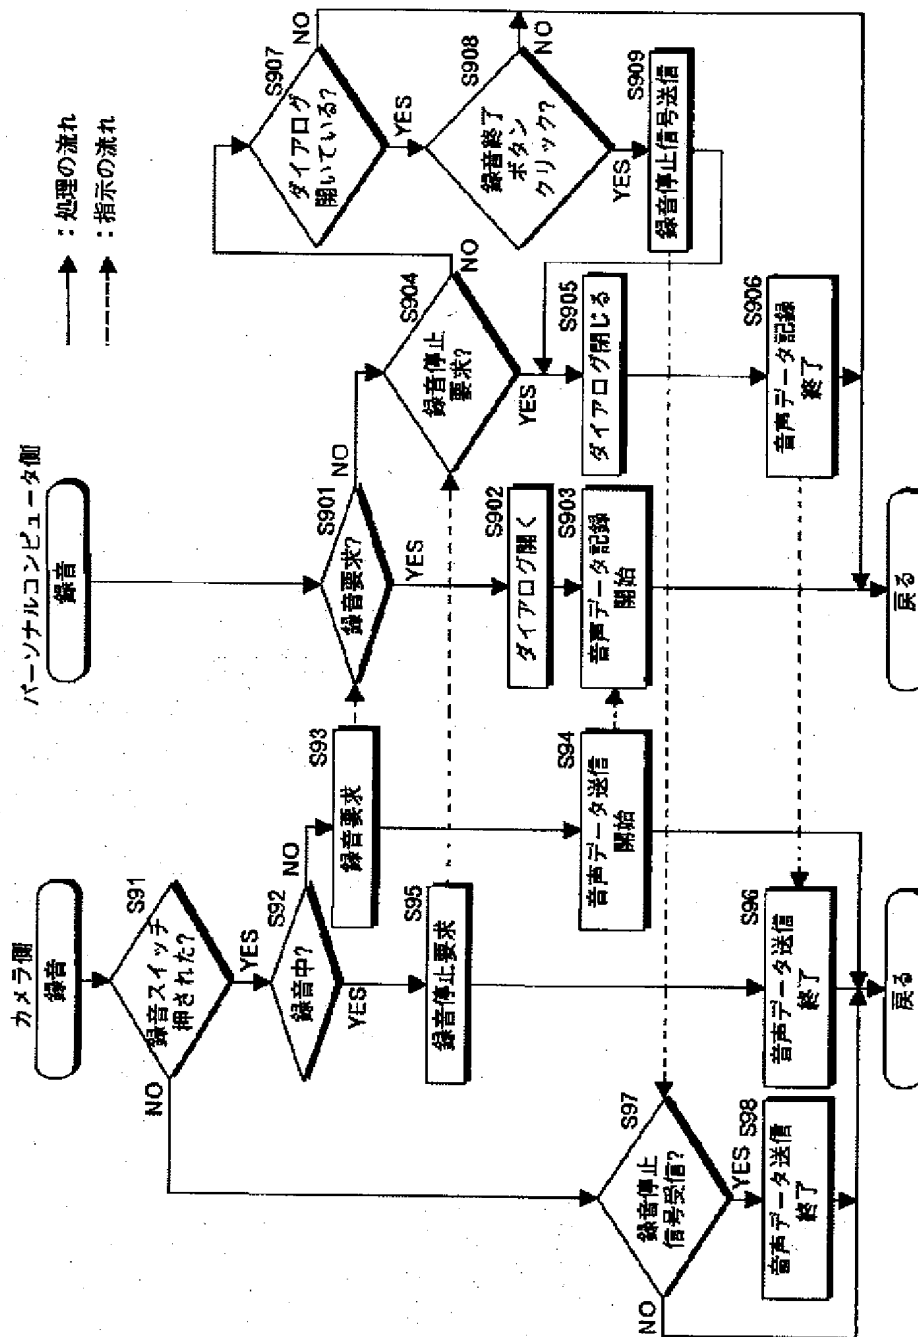 カメラ側
録音
S91
録音スイッチ
押された?
YES
NO
S92
録音中?
NO
YES
S93
録音要求
S95
録音停止要求
S94
音声データ送信
開始
S96
音声データ送信
終了
S97
録音停止
信号受信?
YES
NO
S98
音声データ送信
終了
戻る
パーソナルコンピュータ側
録音
S901
録音要求?
NO
YES
S902
ダイアログ開く
S903
音声データ記録
開始
S904
録音停止
要求?
NO
YES
S905
ダイアログ閉じる
S906
音声データ記録
終了
S907
ダイアログ
開いている?
NO
YES
S908
録音終了
ボタン
クリック?
NO
YES
S909
録音停止信号送信
戻る
:処理の流れ
:指示の流れ